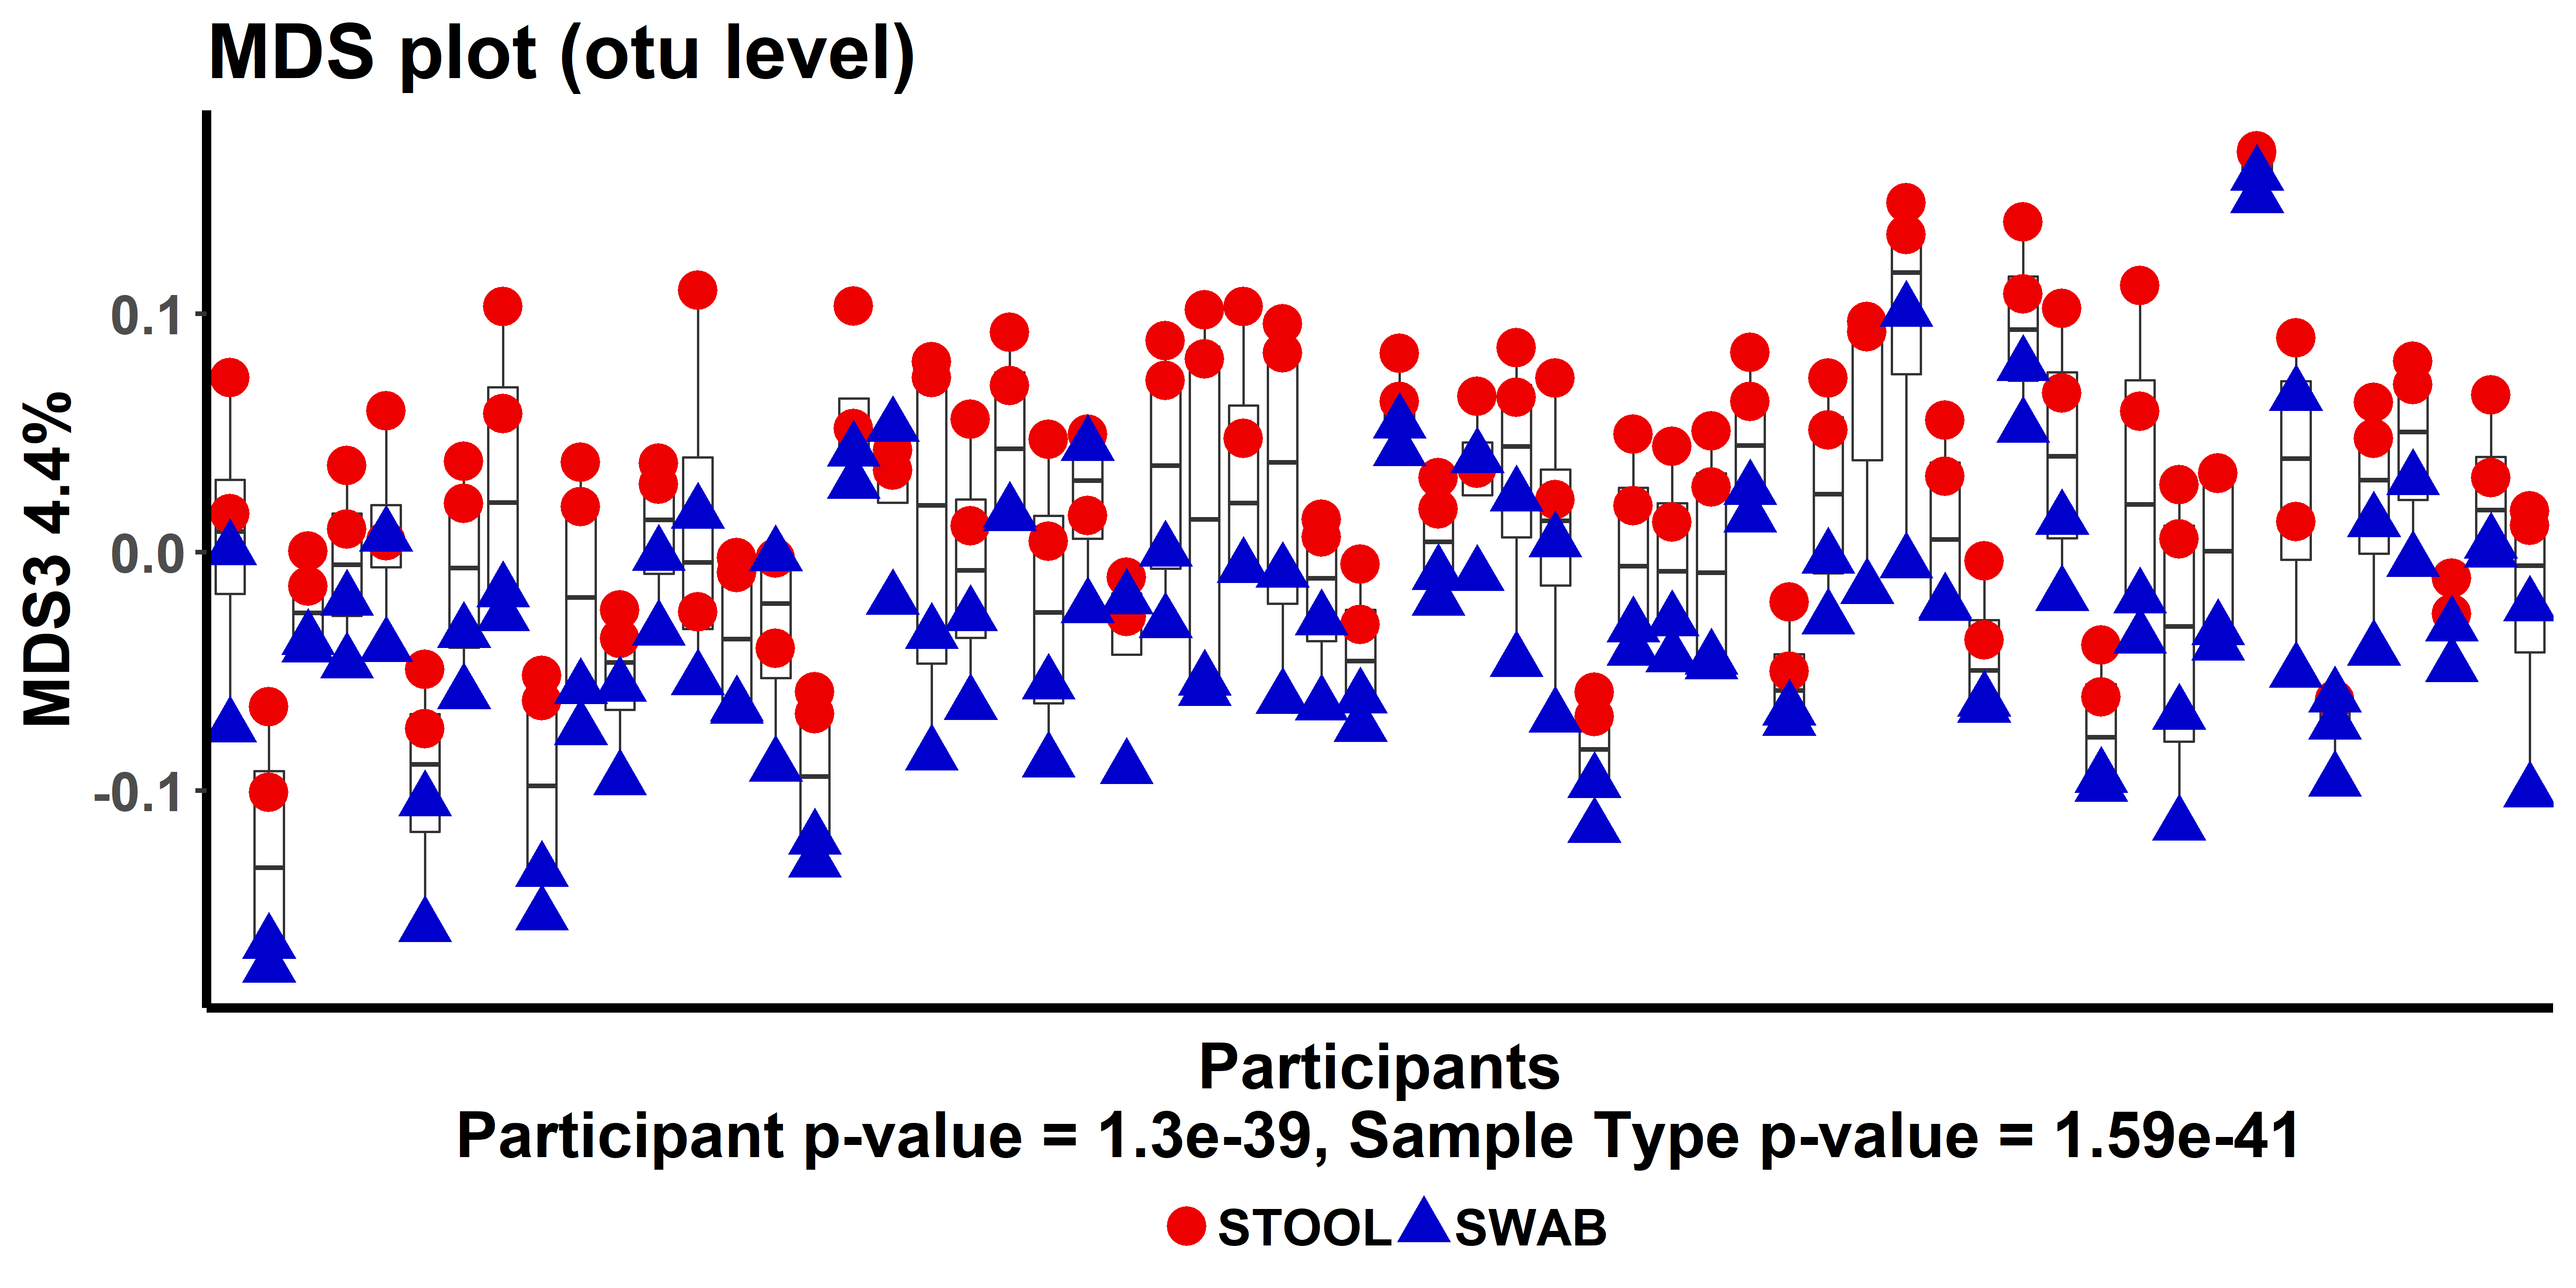 MDS plot (otu level)
MDS3 4.4%
0.1
0.0
-0.1
Participants
Participant p-value = 1.3e-39, Sample Type p-value = 1.59e-41
STOOL SWAB